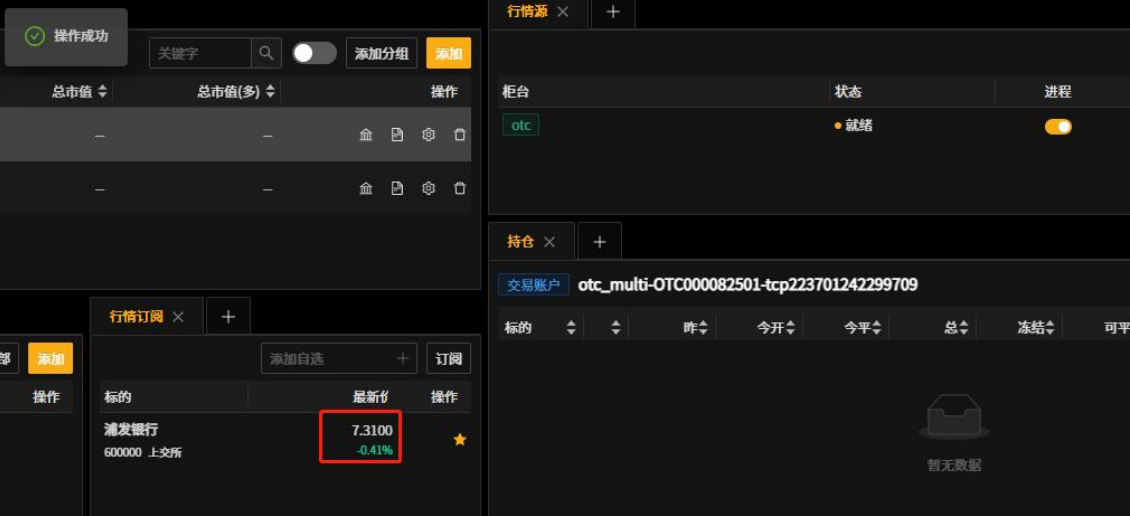 操作成功
关键字
添加分组
添加
总市值
总市值(多)
操作
--
--
--
--
行情源
柜台
状态
进程
otc
就绪
持仓
交易账户
otc_multi-OTC000082501-tcp223701242299709
标的
昨
今开
今平
总
冻结
可平
暂无数据
部
添加
操作
行情订阅
添加自选
订阅
标的
最新价
操作
浦发银行
7.3100
600000 上交所
-0.41%